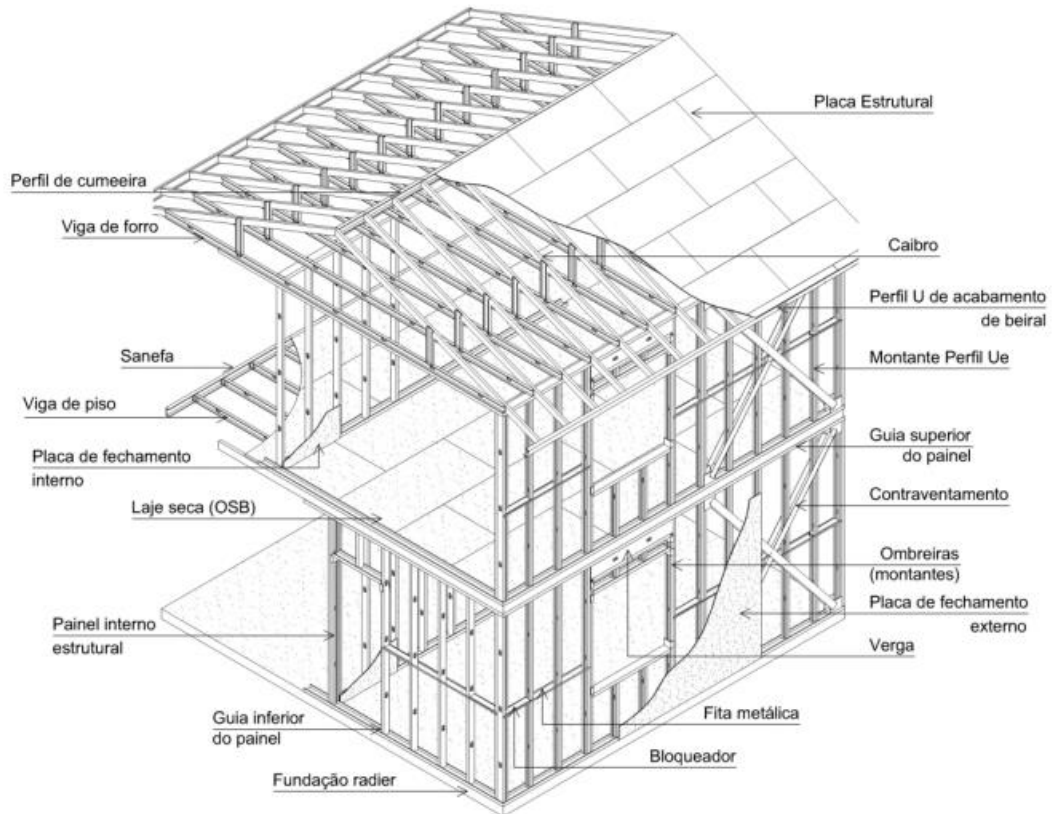 Placa Estrutural
Perfil de cumeeira
Viga de forro
Caibro
Perfil U de acabamento
de beiral
Sanefa
Montante Perfil Ue
Viga de piso
Guia superior
do painel
Placa de fechamento
interno
Contraventamento
Laje seca (OSB)
Ombreiras
(montantes)
Placa de fechamento
externo
Painel interno
estrutural
Verga
Fita metálica
Guia inferior
do painel
Bloqueador
Fundação radier